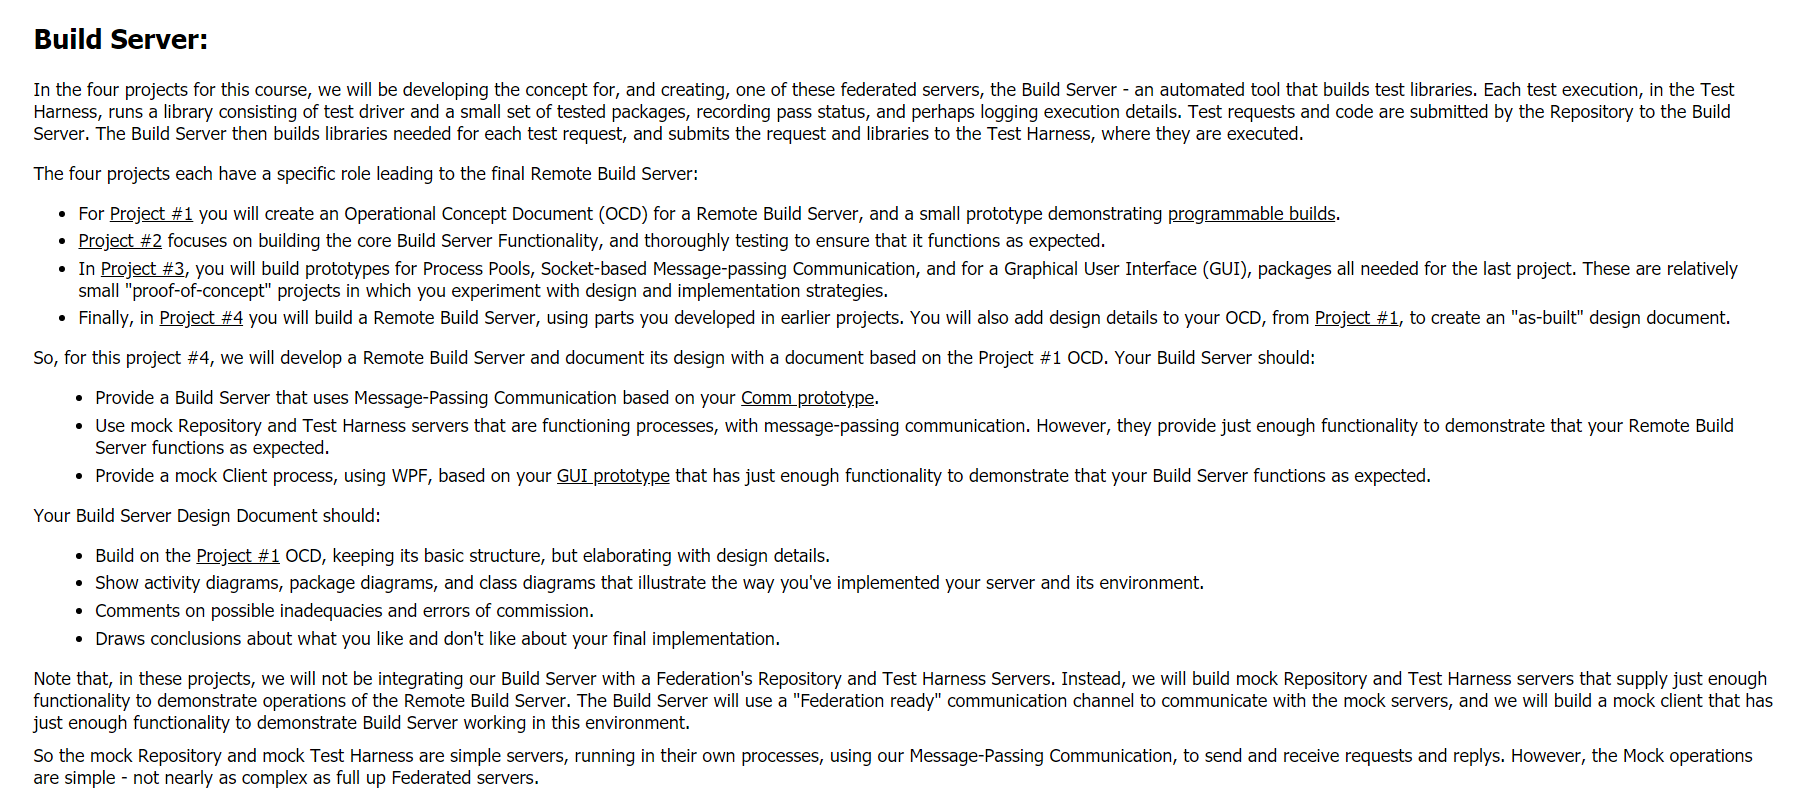 Build Server:
In the four projects for this course, we will be developing the concept for, and creating, one of these federated servers, the Build Server - an automated tool that builds test libraries. Each test execution, in the Test
Harness, runs a library consisting of test driver and a small set of tested packages, recording pass status, and perhaps logging execution details. Test requests and code are submitted by the Repository to the Build
Server. The Build Server then builds libraries needed for each test request, and submits the request and libraries to the Test Harness, where they are executed.
The four projects each have a specific role leading to the final Remote Build Server:
• For Project #1 you will create an Operational Concept Document (OCD) for a Remote Build Server, and a small prototype demonstrating programmable builds.
• Project #2 focuses on building the core Build Server Functionality, and thoroughly testing to ensure that it functions as expected.
• In Project #3, you will build prototypes for Process Pools, Socket-based Message-passing Communication, and for a Graphical User Interface (GUI), packages all needed for the last project. These are relatively
small "proof-of-concept" projects in which you experiment with design and implementation strategies.
• Finally, in Project #4 you will build a Remote Build Server, using parts you developed in earlier projects. You will also add design details to your OCD, from Project #1, to create an "as-built" design document.
So, for this project #4, we will develop a Remote Build Server and document its design with a document based on the Project #1 OCD. Your Build Server should:
• Provide a Build Server that uses Message-Passing Communication based on your Comm prototype.
• Use mock Repository and Test Harness servers that are functioning processes, with message-passing communication. However, they provide just enough functionality to demonstrate that your Remote Build
Server functions as expected.
• Provide a mock Client process, using WPF, based on your GUI prototype that has just enough functionality to demonstrate that your Build Server functions as expected.
Your Build Server Design Document should:
• Build on the Project #1 OCD, keeping its basic structure, but elaborating with design details.
• Show activity diagrams, package diagrams, and class diagrams that illustrate the way you've implemented your server and its environment.
• Comments on possible inadequacies and errors of commission.
• Draws conclusions about what you like and don't like about your final implementation.
Note that, in these projects, we will not be integrating our Build Server with a Federation's Repository and Test Harness Servers. Instead, we will build mock Repository and Test Harness servers that supply just enough
functionality to demonstrate operations of the Remote Build Server. The Build Server will use a "Federation ready" communication channel to communicate with the mock servers, and we will build a mock client that has
just enough functionality to demonstrate Build Server working in this environment.
So the mock Repository and mock Test Harness are simple servers, running in their own processes, using our Message-Passing Communication, to send and receive requests and replys. However, the Mock operations
are simple - not nearly as complex as full up Federated servers.